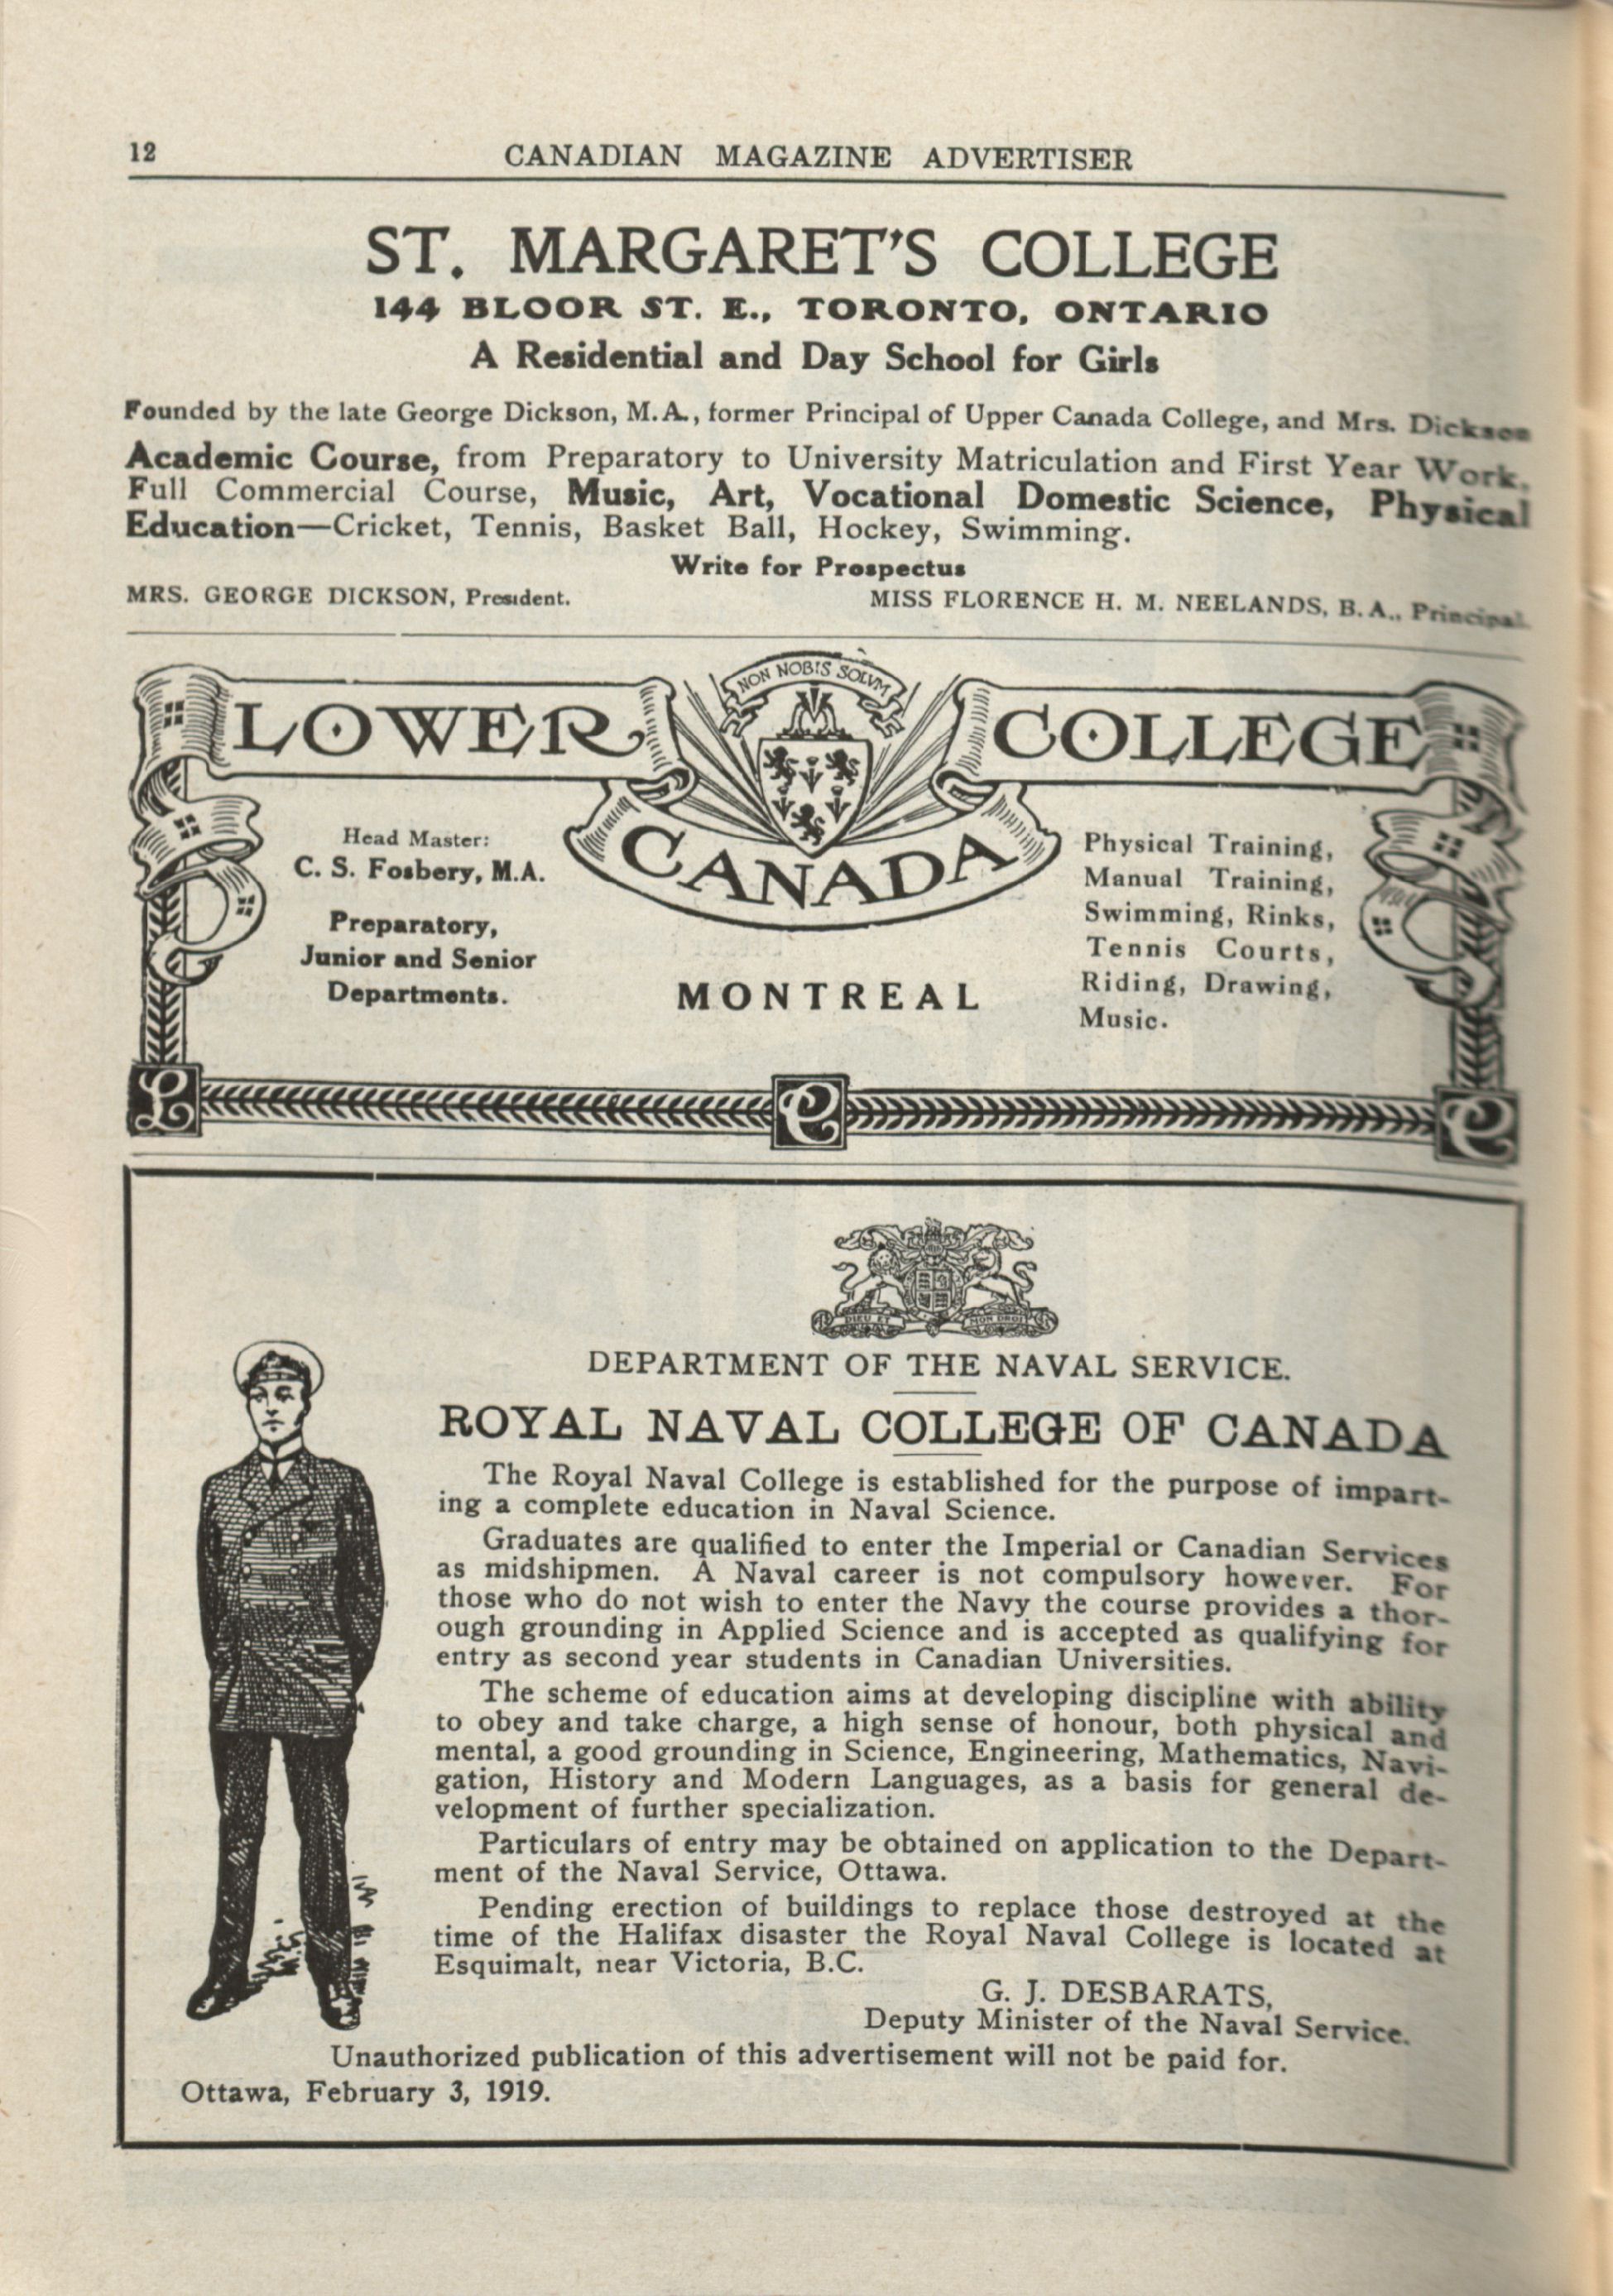 12
CANADIAN MAGAZINE ADVERTISER
ST. MARGARET'S COLLEGE
144 BLOOR ST. E., TORONTO, ONTARIO
A Residential and Day School for Girls
Founded by the late George Dickson, M.A., former Principal of Upper Canada College, and Mrs. Dickson
Academic Course, from Preparatory to University Matriculation and First Year Work,
Full Commercial Course, Music, Art, Vocational Domestic Science, Physical
Education—Cricket, Tennis, Basket Ball, Hockey, Swimming.
Write for Prospectus
MRS. GEORGE DICKSON, President. MISS FLORENCE H. M. NEELANDS, B.A., Principal.
NON NOBIS SOLVM
LOWER
CANADA
COLLEGE
Head Master:
C. S. Fosbery, M.A.
Preparatory,
Junior and Senior
Departments.
MONTREAL
Physical Training,
Manual Training,
Swimming, Rinks,
Tennis Courts,
Riding, Drawing,
Music.
L C C
DIEU ET MON DROIT
DEPARTMENT OF THE NAVAL SERVICE.
ROYAL NAVAL COLLEGE OF CANADA
The Royal Naval College is established for the purpose of impart-
ing a complete education in Naval Science.
Graduates are qualified to enter the Imperial or Canadian Services
as midshipmen. A Naval career is not compulsory however. For
those who do not wish to enter the Navy the course provides a thor-
ough grounding in Applied Science and is accepted as qualifying for
entry as second year students in Canadian Universities.
The scheme of education aims at developing discipline with ability
to obey and take charge, a high sense of honour, both physical and
mental, a good grounding in Science, Engineering, Mathematics, Navi-
gation, History and Modern Languages, as a basis for general de-
velopment of further specialization.
Particulars of entry may be obtained on application to the Depart-
ment of the Naval Service, Ottawa.
Pending erection of buildings to replace those destroyed at the
time of the Halifax disaster the Royal Naval College is located at
Esquimalt, near Victoria, B.C.
G. J. DESBARATS,
Deputy Minister of the Naval Service.
Unauthorized publication of this advertisement will not be paid for.
Ottawa, February 3, 1919.